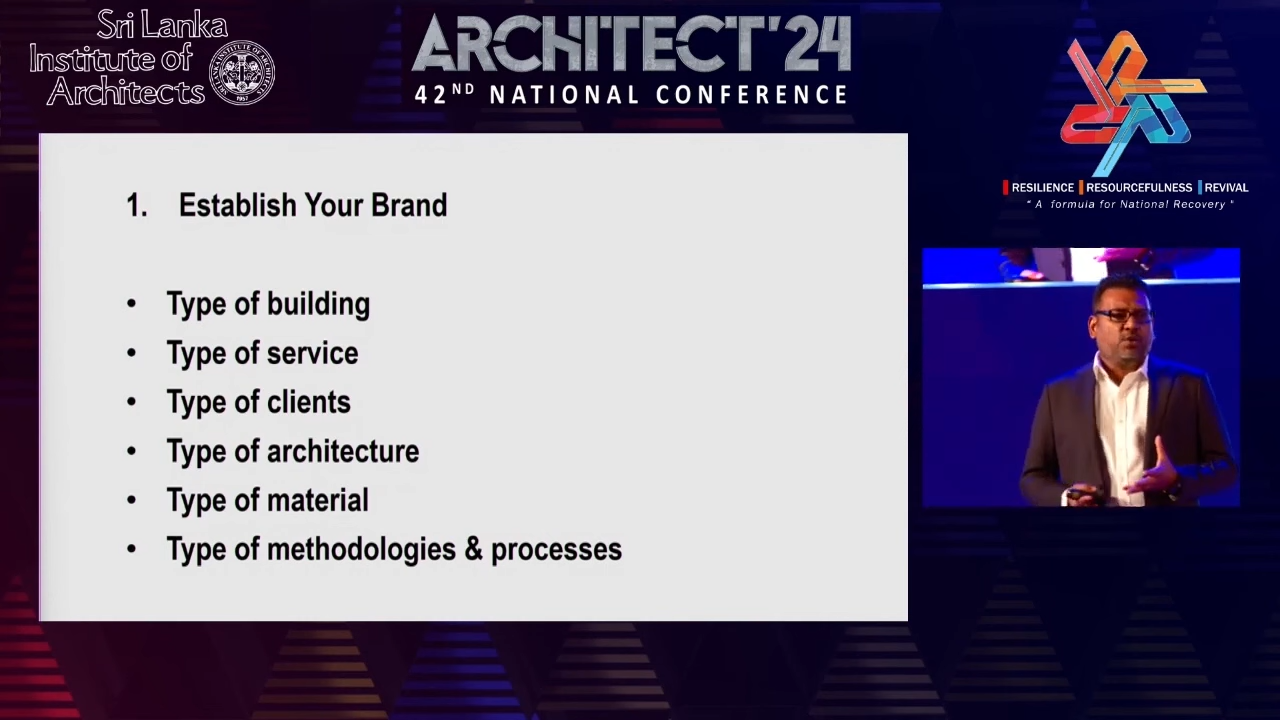 Sri Lanka
Institute of
Architects
ARCHITECT'24
42ND NATIONAL CONFERENCE
RESILIENCE RESOURCEFULNESS REVIVAL
" A formula for National Recovery "
1. Establish Your Brand
• Type of building
• Type of service
• Type of clients
• Type of architecture
• Type of material
• Type of methodologies & processes